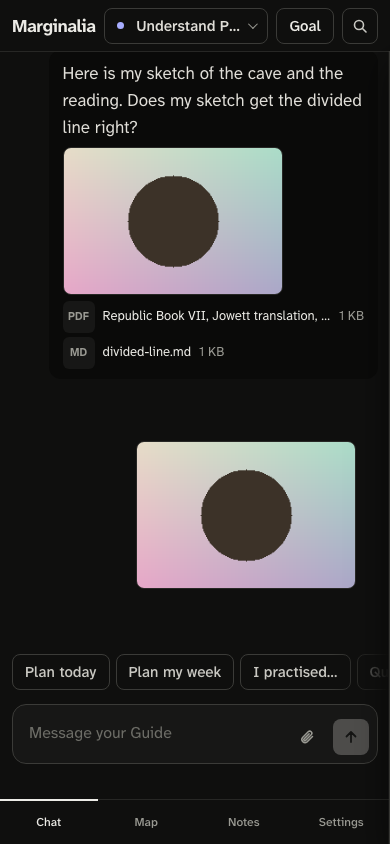 Marginalia
Understand P...
Goal
Here is my sketch of the cave and the
reading. Does my sketch get the divided
line right?
PDF Republic Book VII, Jowett translation, ... 1 KB
MD divided-line.md 1 KB
Plan today
Plan my week
I practised...
Message your Guide
Chat
Map
Notes
Settings